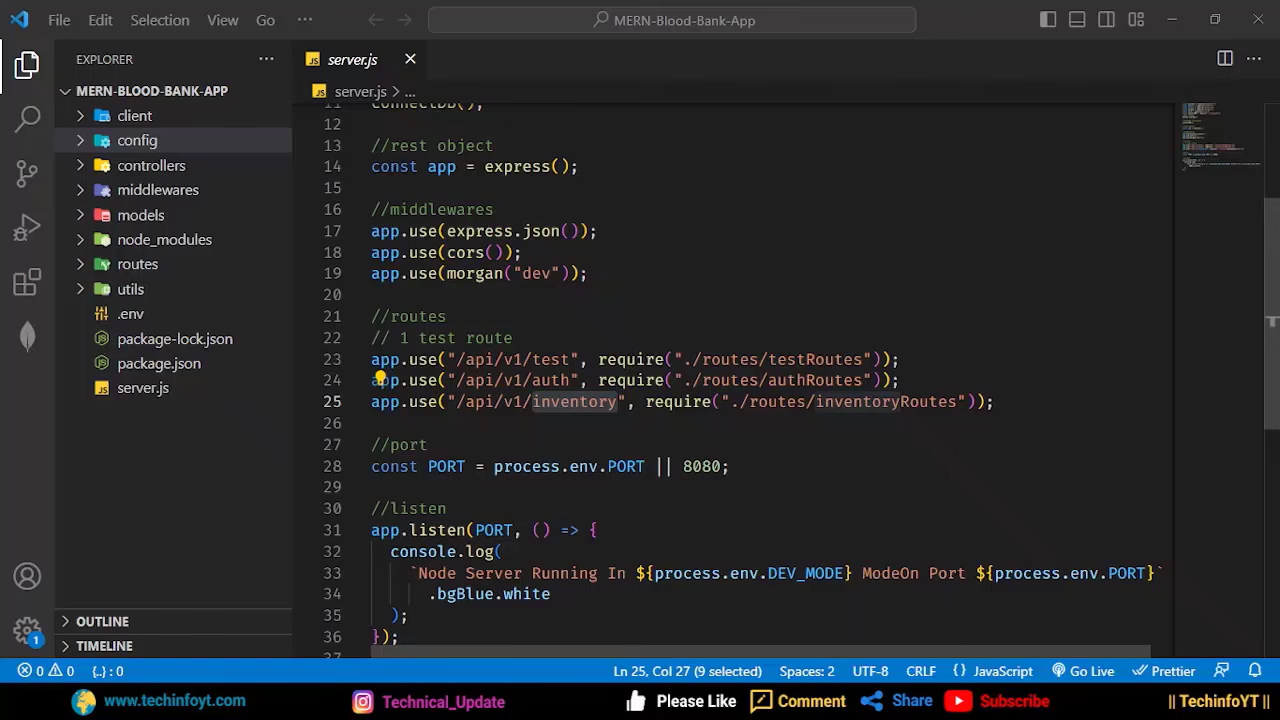 File Edit Selection View Go ···
MERN-Blood-Bank-App
EXPLORER
server.js
MERN-BLOOD-BANK-APP
client
config
controllers
middlewares
models
node_modules
routes
utils
.env
package-lock.json
package.json
server.js
OUTLINE
TIMELINE
server.js > ...
11 connectDB();
12
13 //rest object
14 const app = express();
15
16 //middlewares
17 app.use(express.json());
18 app.use(cors());
19 app.use(morgan("dev"));
20
21 //routes
22 // 1 test route
23 app.use("/api/v1/test", require("./routes/testRoutes"));
24 app.use("/api/v1/auth", require("./routes/authRoutes"));
25 app.use("/api/v1/inventory", require("./routes/inventoryRoutes"));
26
27 //port
28 const PORT = process.env.PORT || 8080;
29
30 //listen
31 app.listen(PORT, () => {
32 console.log(
33 `Node Server Running In ${process.env.DEV_MODE} ModeOn Port ${process.env.PORT}`
34 .bgBlue.white
35 );
36 });
37
1
0 0 {..} : 0 Ln 25, Col 27 (9 selected) Spaces: 2 UTF-8 CRLF {} JavaScript Go Live Prettier
www.techinfoyt.com Technical_Update Please Like Comment Share Subscribe || TechinfoYT ||